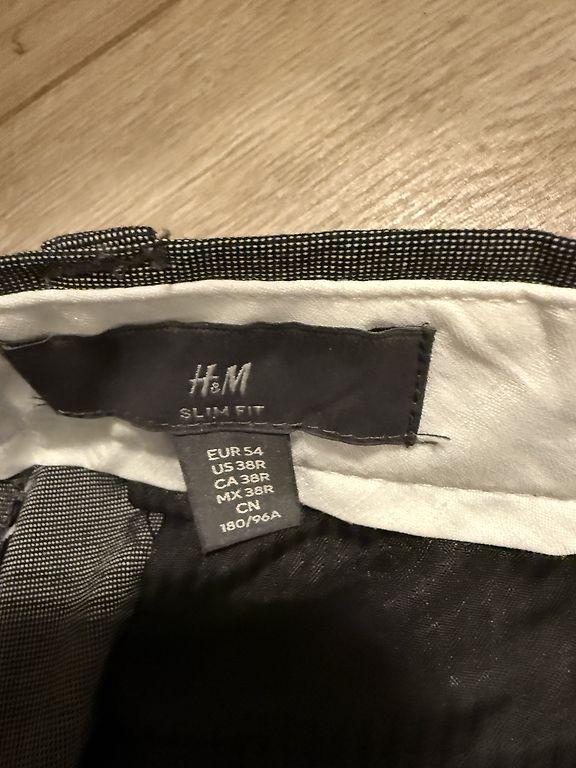 H&M
SLIM FIT
EUR 54
US 38R
CA 38R
MX 38R
CN
180/96A